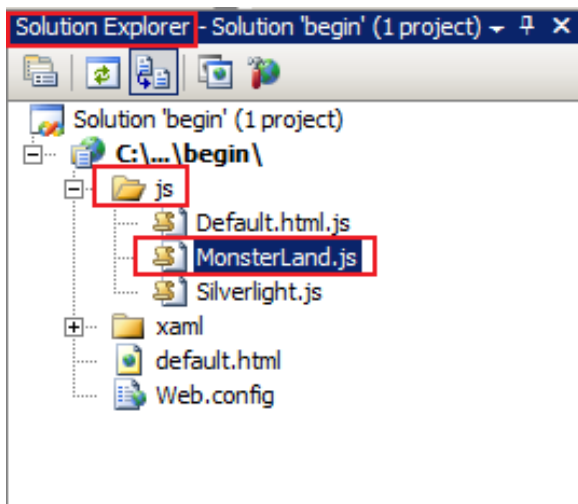 Solution Explorer - Solution 'begin' (1 project)
Solution 'begin' (1 project)
C:\...\begin\
js
Default.html.js
MonsterLand.js
Silverlight.js
xaml
default.html
Web.config